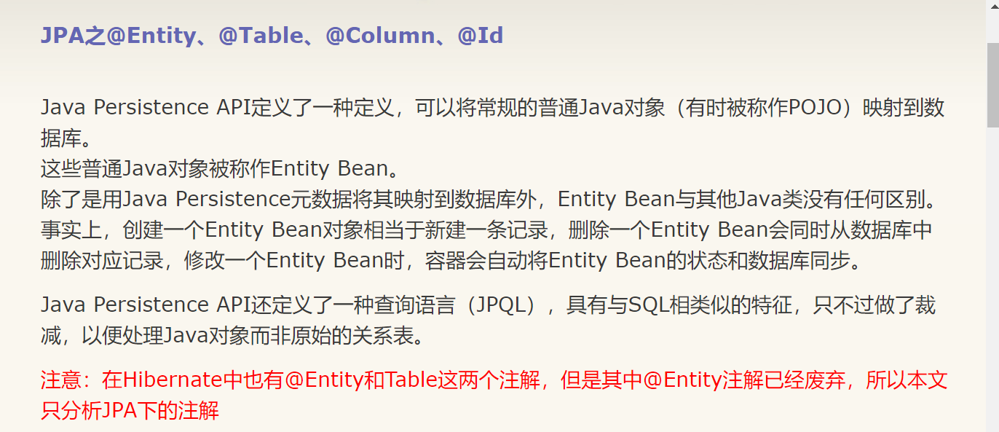 JPA之@Entity、@Table、@Column、@Id
Java Persistence API定义了一种定义，可以将常规的普通Java对象（有时被称作POJO）映射到数
据库。
这些普通Java对象被称作Entity Bean。
除了是用Java Persistence元数据将其映射到数据库外，Entity Bean与其他Java类没有任何区别。
事实上，创建一个Entity Bean对象相当于新建一条记录，删除一个Entity Bean会同时从数据库中
删除对应记录，修改一个Entity Bean时，容器会自动将Entity Bean的状态和数据库同步。
Java Persistence API还定义了一种查询语言（JPQL），具有与SQL相类似的特征，只不过做了裁
减，以便处理Java对象而非原始的关系表。
注意：在Hibernate中也有@Entity和Table这两个注解，但是其中@Entity注解已经废弃，所以本文
只分析JPA下的注解